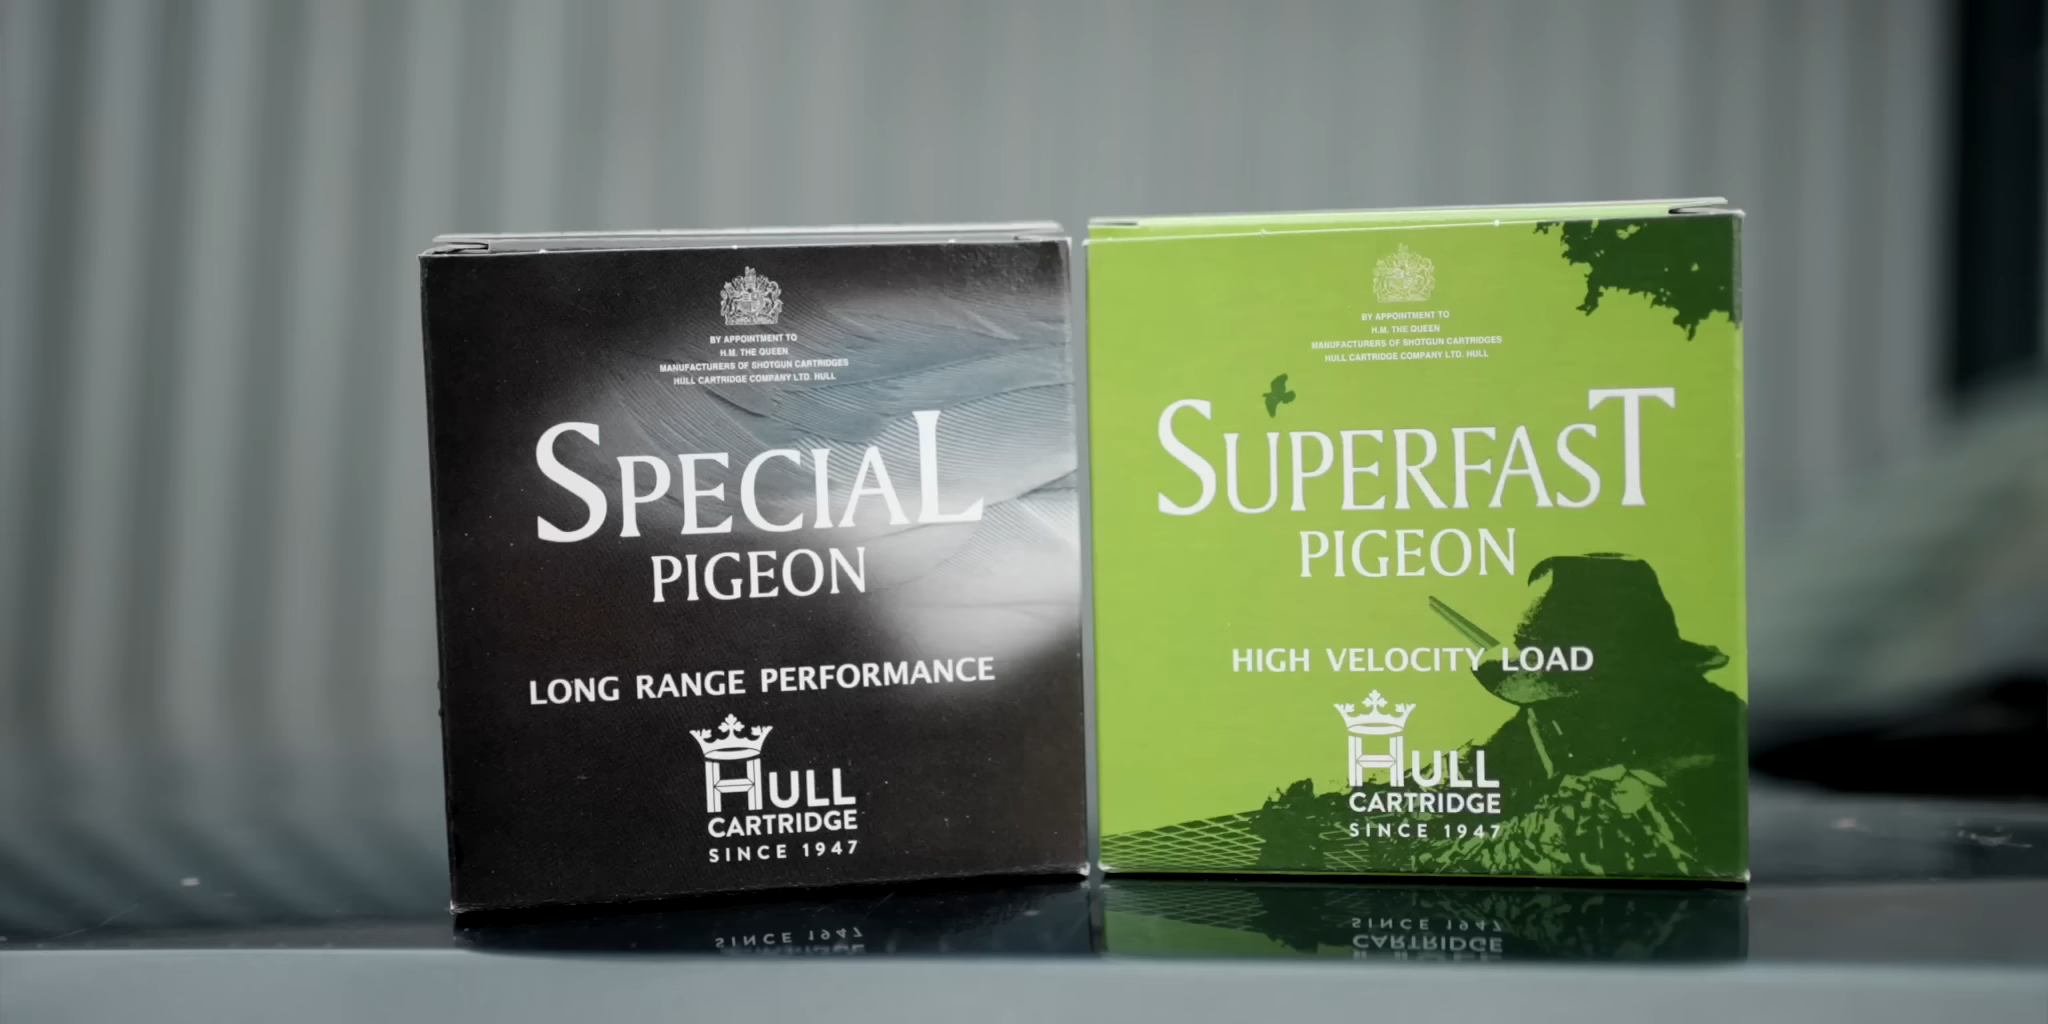 BY APPOINTMENT TO
H.M. THE QUEEN
MANUFACTURERS OF SHOTGUN CARTRIDGES
HULL CARTRIDGE COMPANY LTD. HULL
SPECIAL
PIGEON
LONG RANGE PERFORMANCE
HULL
CARTRIDGE
SINCE 1947
BY APPOINTMENT TO
H.M. THE QUEEN
MANUFACTURERS OF SHOTGUN CARTRIDGES
HULL CARTRIDGE COMPANY LTD. HULL
SUPERFAST
PIGEON
HIGH VELOCITY LOAD
HULL
CARTRIDGE
SINCE 1947